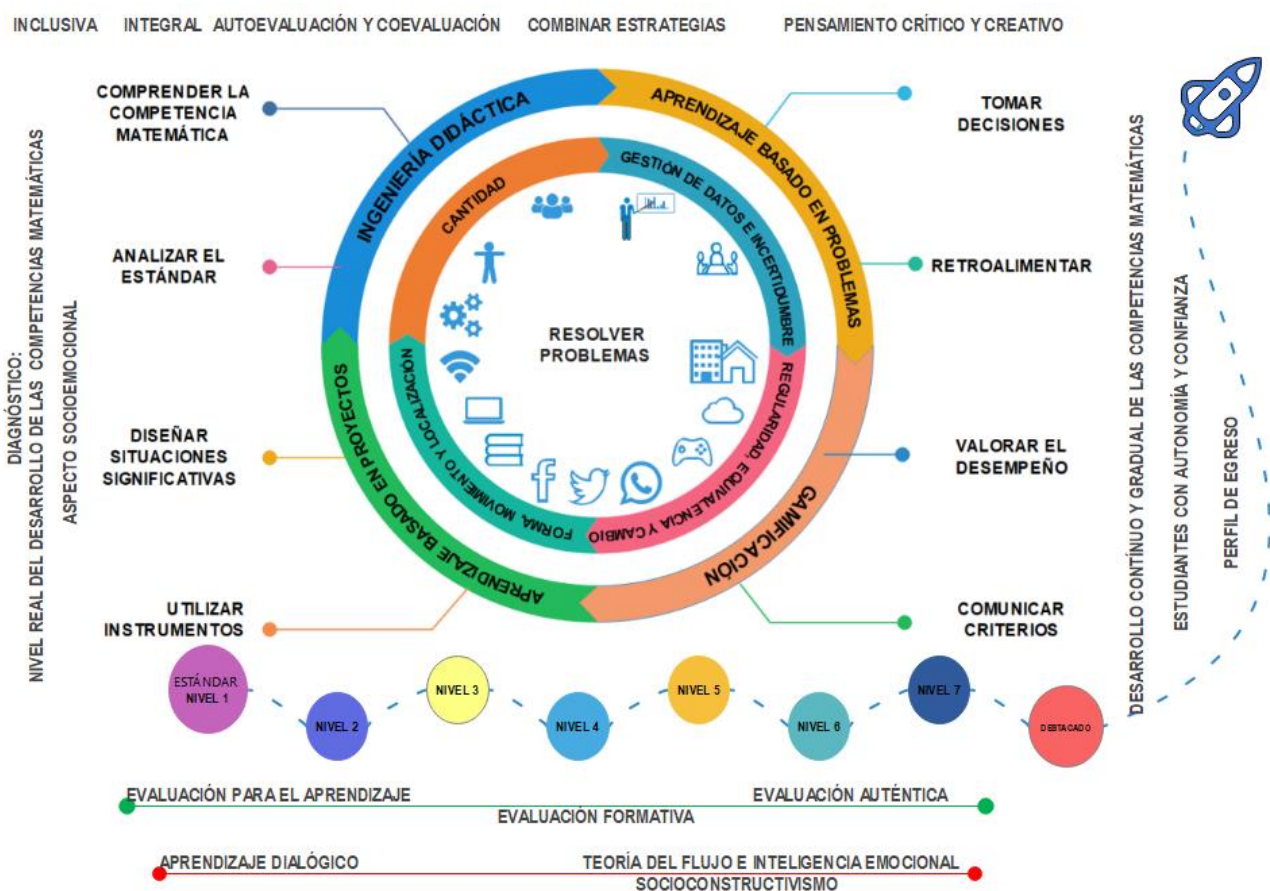 INCLUSIVA INTEGRAL AUTOEVALUACIÓN Y COEVALUACIÓN COMBINAR ESTRATEGIAS PENSAMIENTO CRÍTICO Y CREATIVO
DIAGNÓSTICO:
NIVEL REAL DEL DESARROLLO DE LAS COMPETENCIAS MATEMÁTICAS
ASPECTO SOCIOEMOCIONAL
COMPRENDER LA
COMPETENCIA
MATEMÁTICA
ANALIZAR EL
ESTÁNDAR
DISEÑAR
SITUACIONES
SIGNIFICATIVAS
UTILIZAR
INSTRUMENTOS
INGENIERÍA DIDÁCTICA
APRENDIZAJE BASADO EN PROBLEMAS
GAMIFICACIÓN
APRENDIZAJE BASADO EN PROYECTOS
CANTIDAD
GESTIÓN DE DATOS E INCERTIDUMBRE
REGULARIDAD, EQUIVALENCIA Y CAMBIO
FORMA, MOVIMIENTO Y LOCALIZACIÓN
RESOLVER
PROBLEMAS
TOMAR
DECISIONES
RETROALIMENTAR
VALORAR EL
DESEMPEÑO
COMUNICAR
CRITERIOS
DESARROLLO CONTÍNUO Y GRADUAL DE LAS COMPETENCIAS MATEMÁTICAS
ESTUDIANTES CON AUTONOMÍA Y CONFIANZA
PERFIL DE EGRESO
ESTÁNDAR
NIVEL 1
NIVEL 2
NIVEL 3
NIVEL 4
NIVEL 5
NIVEL 6
NIVEL 7
DESTACADO
EVALUACIÓN PARA EL APRENDIZAJE
EVALUACIÓN AUTÉNTICA
EVALUACIÓN FORMATIVA
APRENDIZAJE DIALÓGICO
TEORÍA DEL FLUJO E INTELIGENCIA EMOCIONAL
SOCIOCONSTRUCTIVISMO